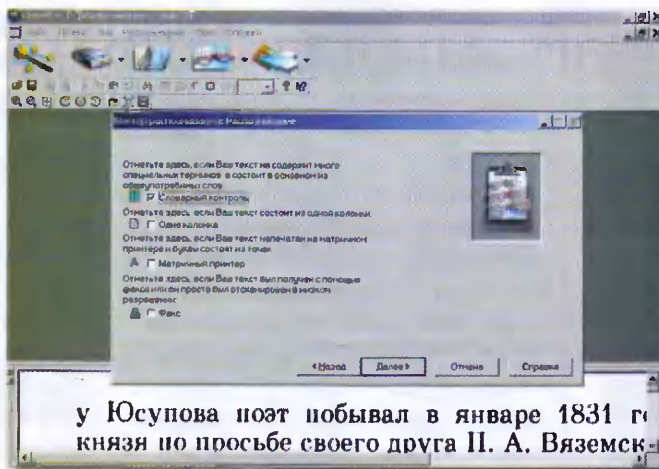 Отметьте здесь, если Ваш текст не содержит много
специальных терминов, а состоит в основном из
общеупотребимых слов
Словарный контроль
Отметьте здесь, если Ваш текст состоит из одной колонки.
Одна колонка
Отметьте здесь, если Ваш текст напечатан на матричном
принтере и буквы состоят из точек.
Матричный принтер
Отметьте здесь, если Ваш текст был получен с помощью
факса или он просто был отсканирован в низком
разрешении:
Факс
Назад Далее Отмена Справка
у Юсупова поэт побывал в январе 1831 г
князя по просьбе своего друга П. А. Вяземск